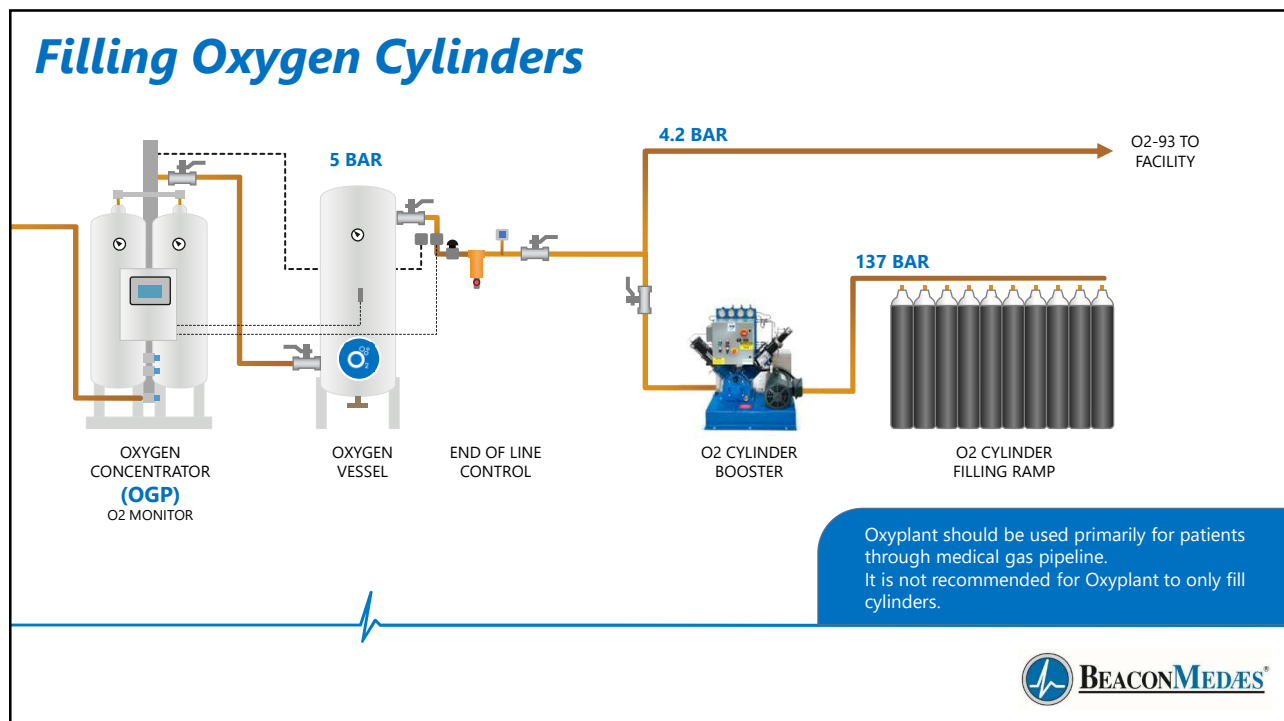 Filling Oxygen Cylinders
5 BAR
4.2 BAR
O2-93 TO
FACILITY
137 BAR
OXYGEN
CONCENTRATOR
(OGP)
O2 MONITOR
OXYGEN
VESSEL
END OF LINE
CONTROL
O2 CYLINDER
BOOSTER
O2 CYLINDER
FILLING RAMP
Oxyplant should be used primarily for patients
through medical gas pipeline.
It is not recommended for Oxyplant to only fill
cylinders.
BEACONMEDÆS®